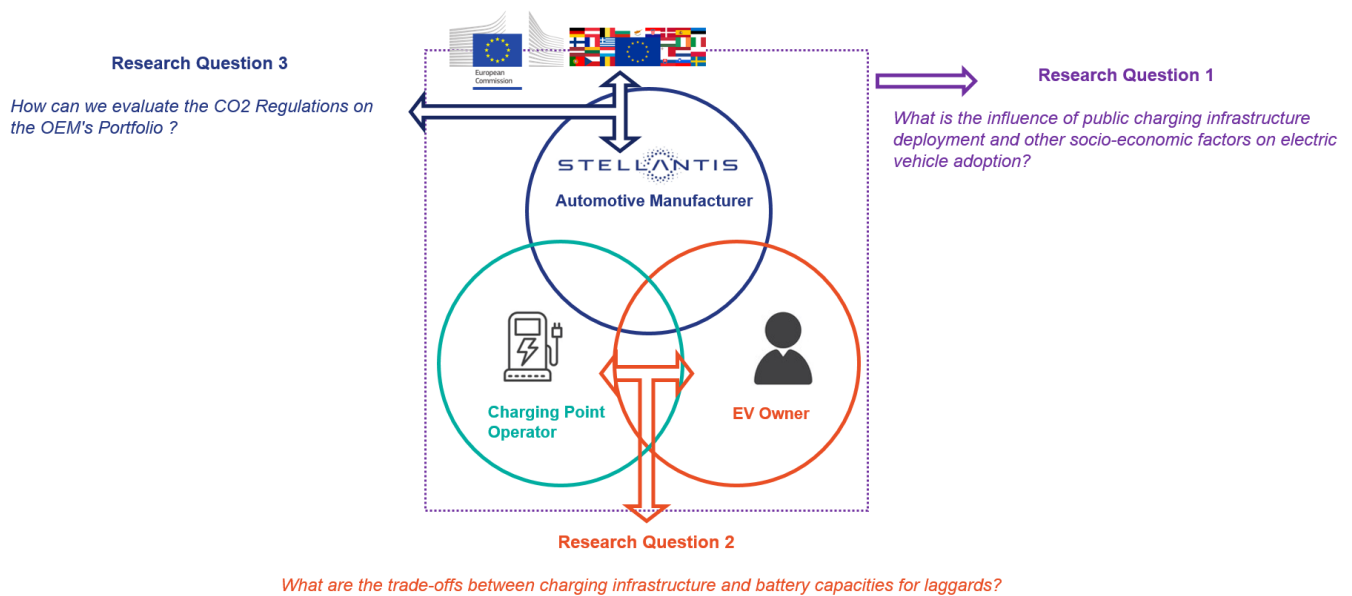 European
Commission
Research Question 3
How can we evaluate the CO2 Regulations on
the OEM's Portfolio ?
Research Question 1
What is the influence of public charging infrastructure
deployment and other socio-economic factors on electric
vehicle adoption?
STELLANTIS
Automotive Manufacturer
Charging Point
Operator
EV Owner
Research Question 2
What are the trade-offs between charging infrastructure and battery capacities for laggards?